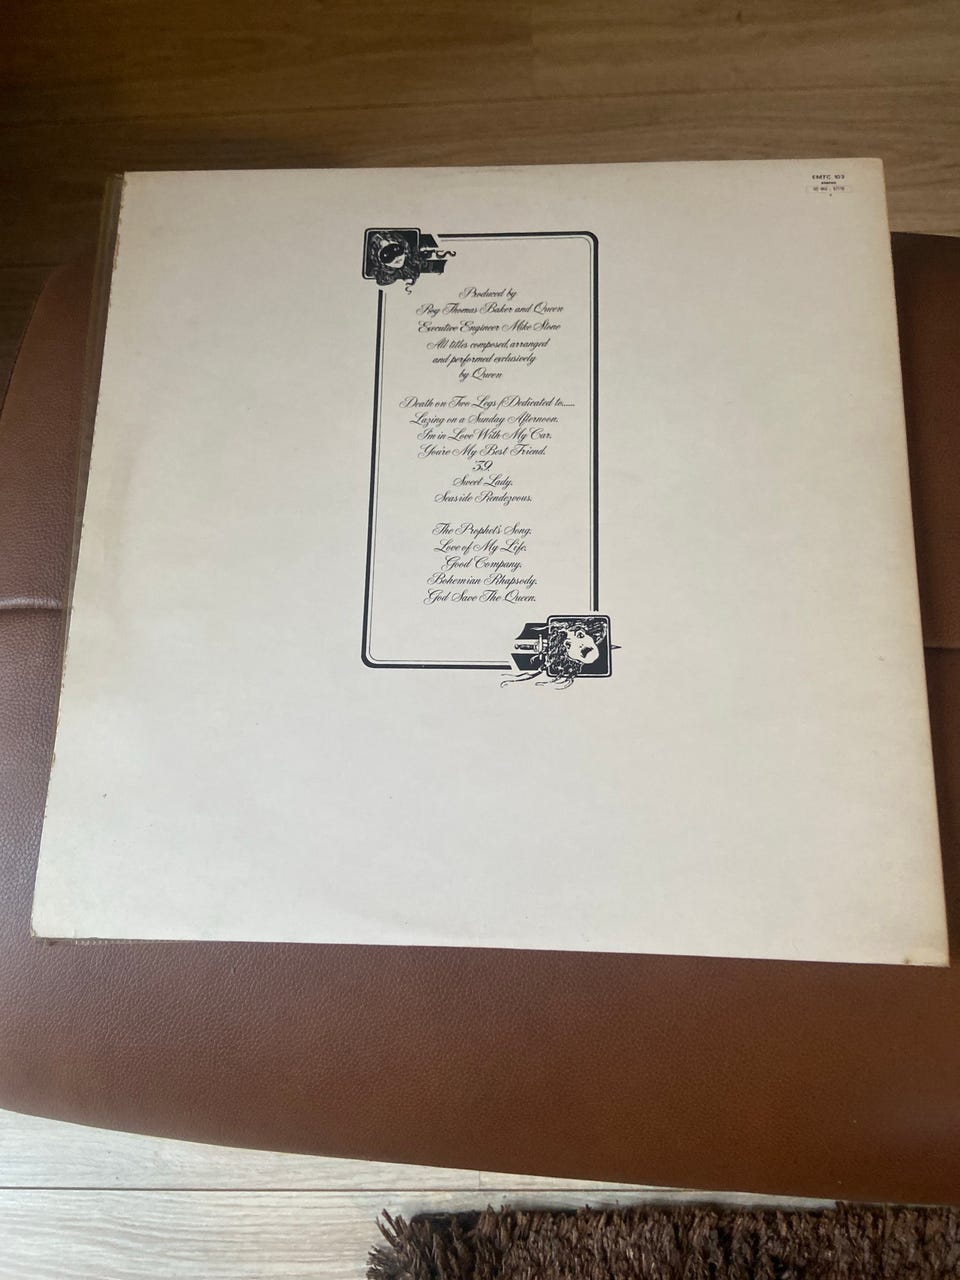 EMTC 103
stereo
Produced by
Roy Thomas Baker and Queen
Executive Engineer Mike Stone
All titles composed, arranged
and performed exclusively
by Queen
Death on Two Legs (Dedicated to......
Lazing on a Sunday Afternoon.
I'm in Love With My Car.
You're My Best Friend.
'39.
Sweet Lady.
Seaside Rendezvous.
The Prophet's Song.
Love of My Life.
Good Company.
Bohemian Rhapsody.
God Save The Queen.